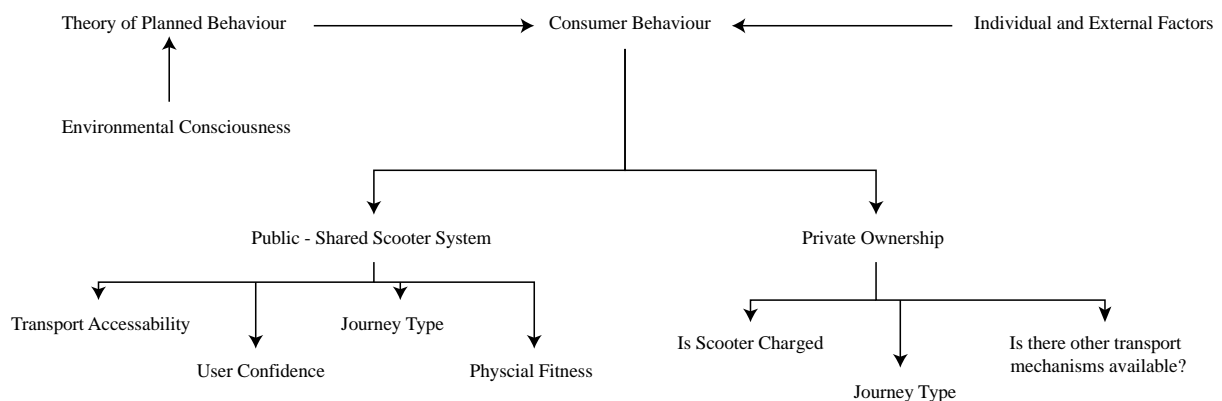 Theory of Planned Behaviour
Consumer Behaviour
Individual and External Factors
Environmental Consciousness
Public - Shared Scooter System
Private Ownership
Transport Accessability
Journey Type
User Confidence
Physcial Fitness
Is Scooter Charged
Is there other transport
mechanisms available?
Journey Type